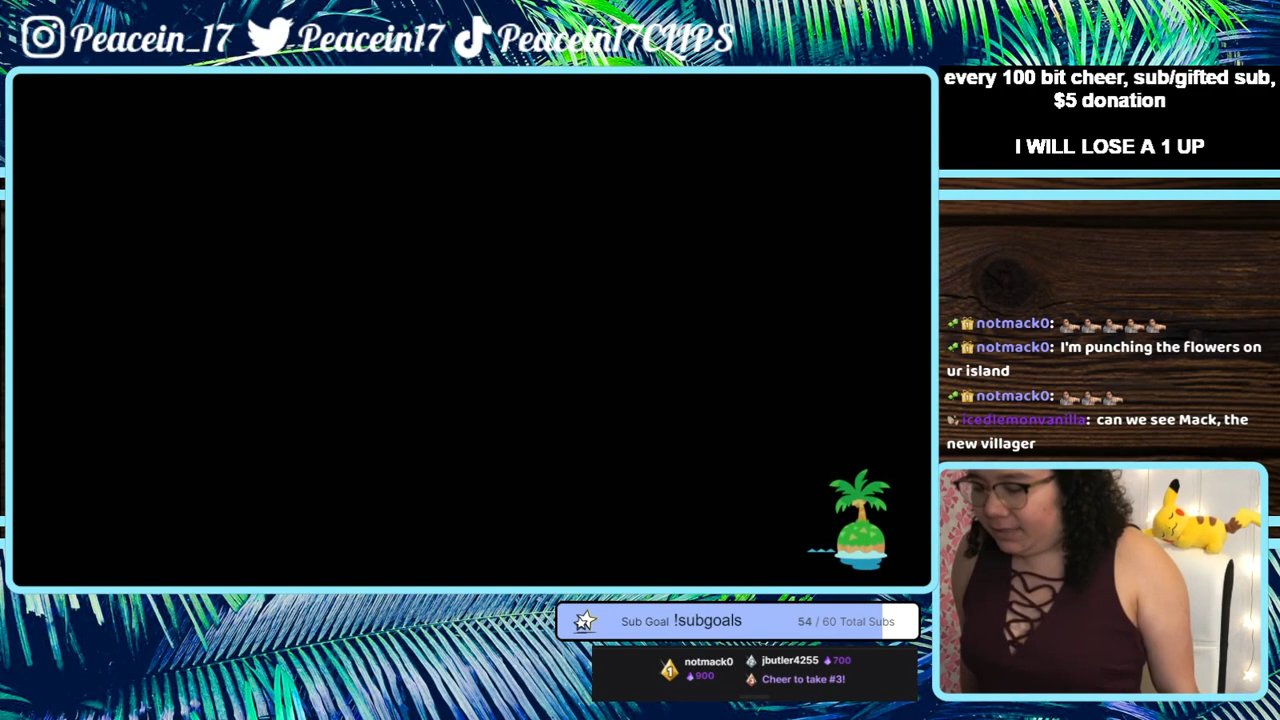 Peacein_17 Peacein17 Peacein17CLIPS
every 100 bit cheer, sub/gifted sub,
$5 donation
I WILL LOSE A 1 UP
notmack0:
notmack0: I'm punching the flowers on
ur island
notmack0:
icedlemonvanilla: can we see Mack, the
new villager
Sub Goal !subgoals 54 / 60 Total Subs
1 notmack0 900
jbutler4255 700
Cheer to take #3!